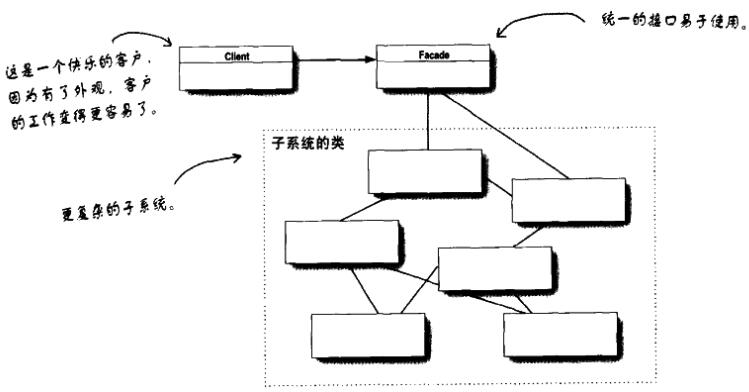 统一的接口易于使用。
Client
Facade
这是一个快乐的客户，
因为有了外观，客户
的工作变得更容易了。
子系统的类
更复杂的子系统。